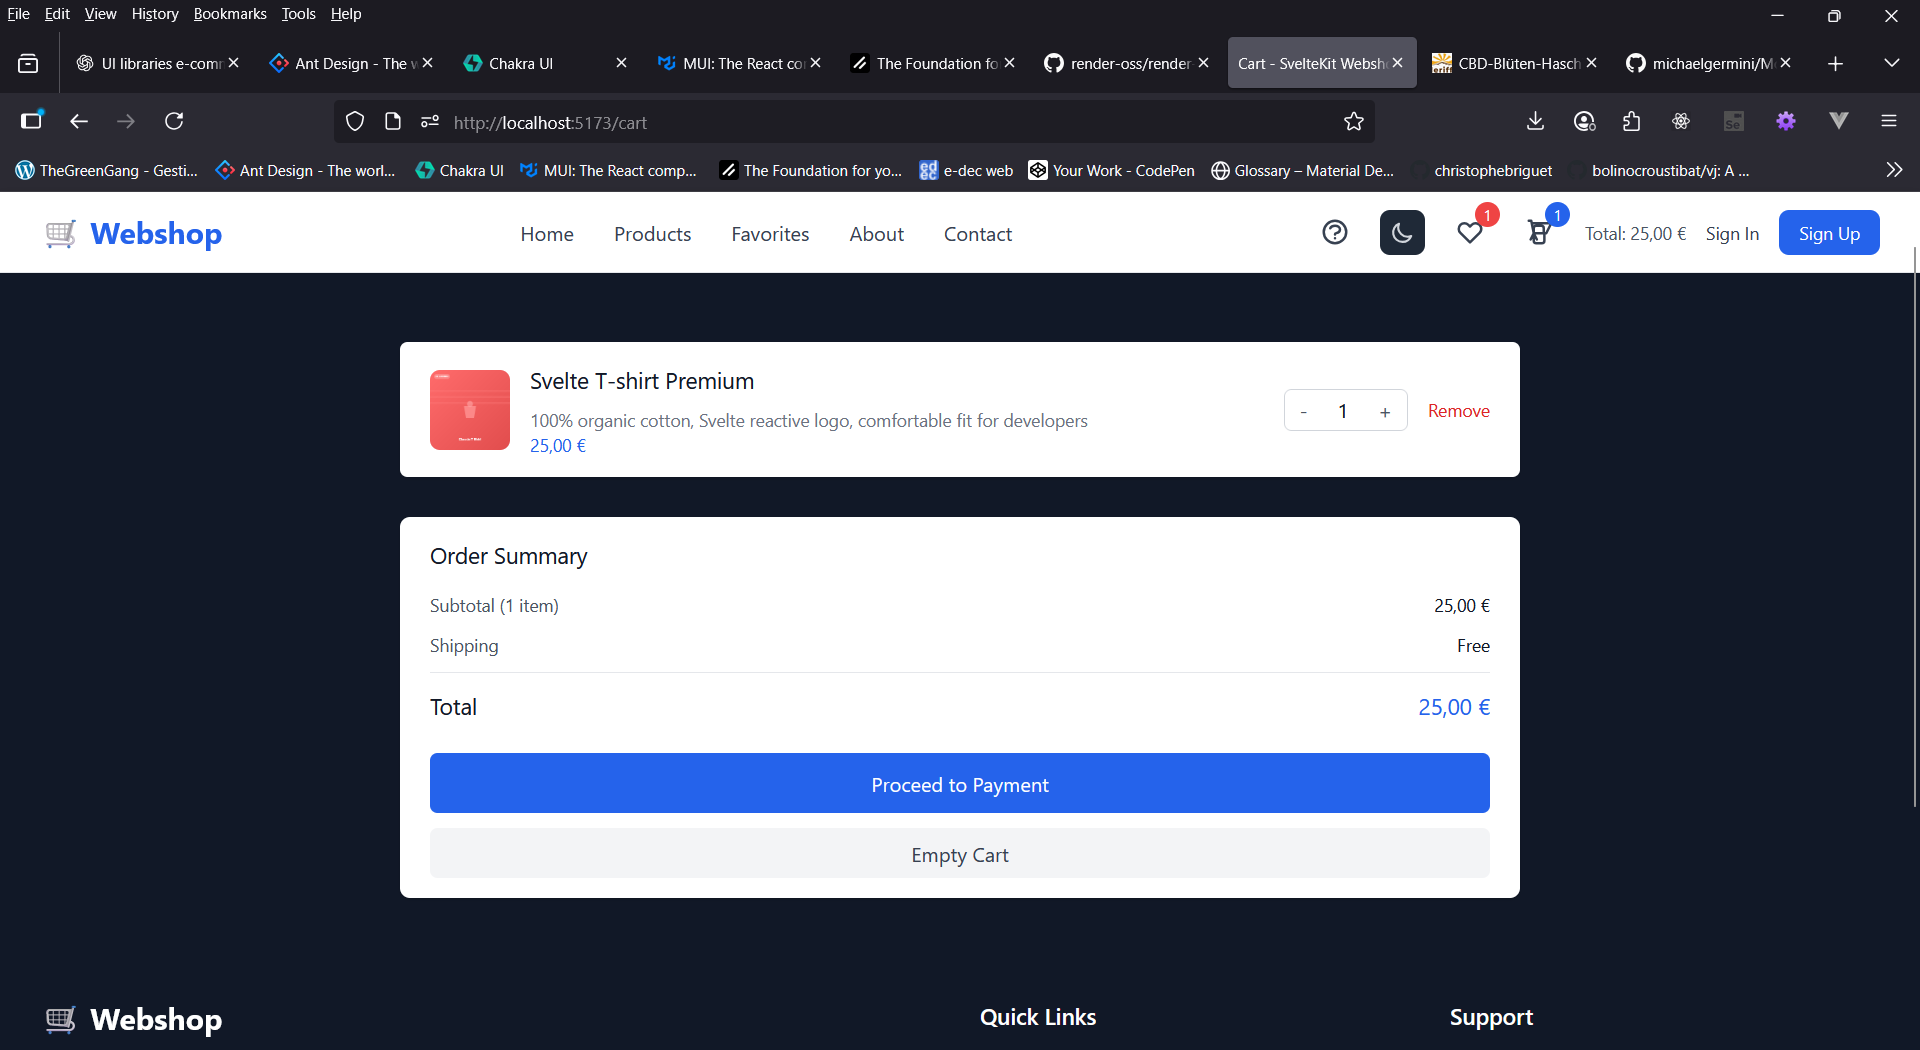 File Edit View History Bookmarks Tools Help
UI libraries e-comr
Ant Design - The w
Chakra UI
MUI: The React co
The Foundation fo
render-oss/render
Cart - SvelteKit Websh
CBD-Blüten-Hasch
michaelgermini/M
http://localhost:5173/cart
TheGreenGang - Gesti...
Ant Design - The worl...
Chakra UI
MUI: The React comp...
The Foundation for yo...
e-dec web
Your Work - CodePen
Glossary – Material De...
christophebriguet
bolinocroustibat/vj: A ...
Webshop
Home
Products
Favorites
About
Contact
1
1
Total: 25,00 €
Sign In
Sign Up
Svelte T-shirt Premium
100% organic cotton, Svelte reactive logo, comfortable fit for developers
25,00 €
- 1 +
Remove
Order Summary
Subtotal (1 item) 25,00 €
Shipping Free
Total 25,00 €
Proceed to Payment
Empty Cart
Webshop
Quick Links
Support